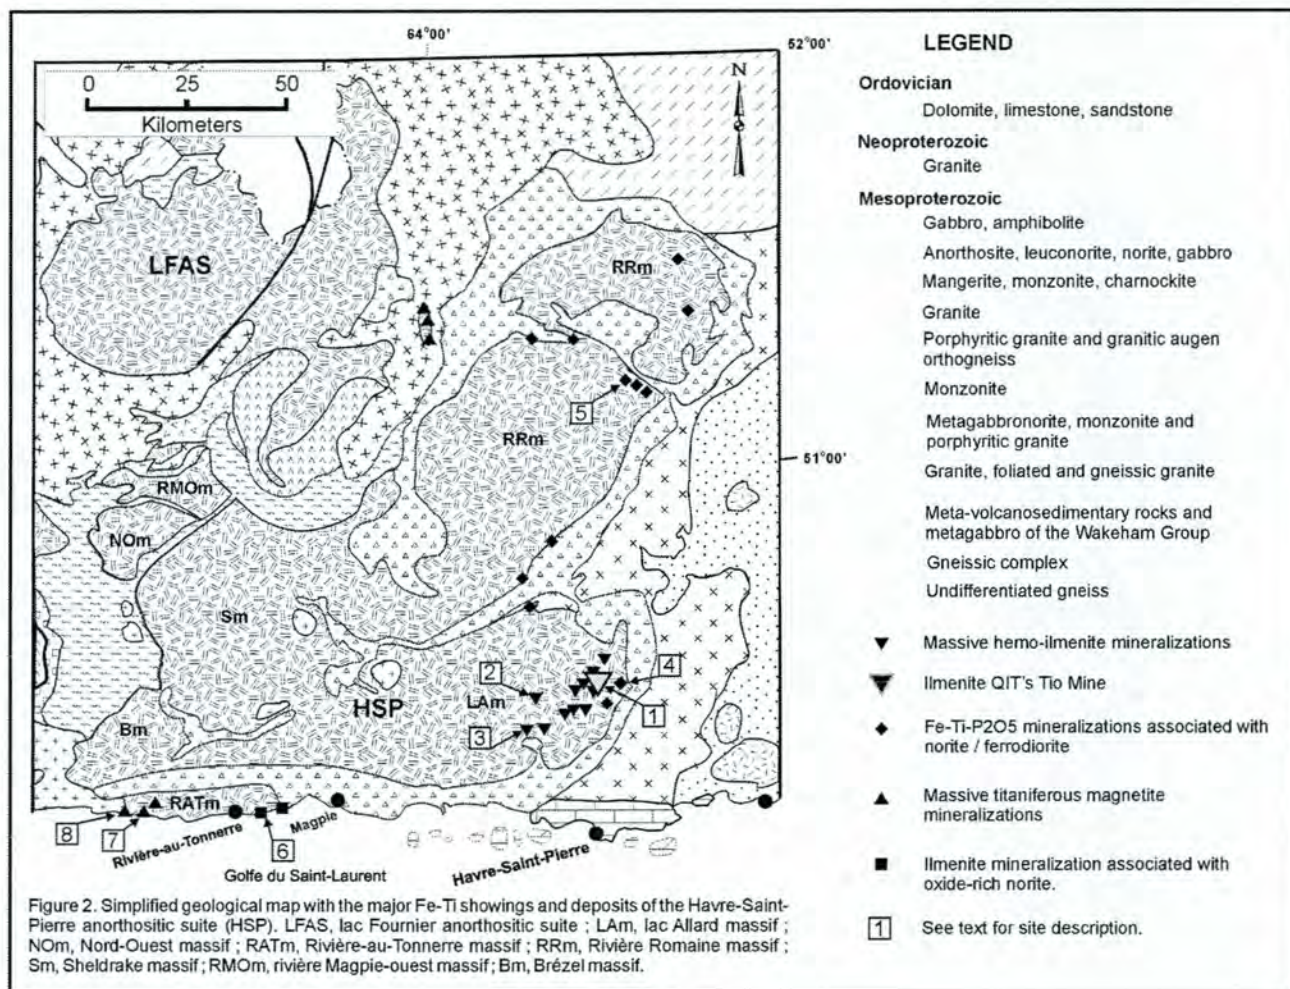 64°00'
52°00'
0 25 50
Kilometers
N
LFAS
RRm
5
RRm
51°00'
RMOm
NOm
Sm
2
4
HSP
LAm
1
3
Bm
RATm
8
7
Rivière-au-Tonnerre
6
Magpie
Golfe du Saint-Laurent
Havre-Saint-Pierre
Figure 2. Simplified geological map with the major Fe-Ti showings and deposits of the Havre-Saint-
Pierre anorthositic suite (HSP). LFAS, lac Fournier anorthositic suite ; LAm, lac Allard massif ;
NOm, Nord-Ouest massif ; RATm, Rivière-au-Tonnerre massif ; RRm, Rivière Romaine massif ;
Sm, Sheldrake massif ; RMOm, rivière Magpie-ouest massif ; Bm, Brézel massif.
LEGEND
Ordovician
Dolomite, limestone, sandstone
Neoproterozoic
Granite
Mesoproterozoic
Gabbro, amphibolite
Anorthosite, leuconorite, norite, gabbro
Mangerite, monzonite, charnockite
Granite
Porphyritic granite and granitic augen
orthogneiss
Monzonite
Metagabbronorite, monzonite and
porphyritic granite
Granite, foliated and gneissic granite
Meta-volcanosedimentary rocks and
metagabbro of the Wakeham Group
Gneissic complex
Undifferentiated gneiss
Massive hemo-ilmenite mineralizations
Ilmenite QIT's Tio Mine
Fe-Ti-P2O5 mineralizations associated with
norite / ferrodiorite
Massive titaniferous magnetite
mineralizations
Ilmenite mineralization associated with
oxide-rich norite.
1 See text for site description.